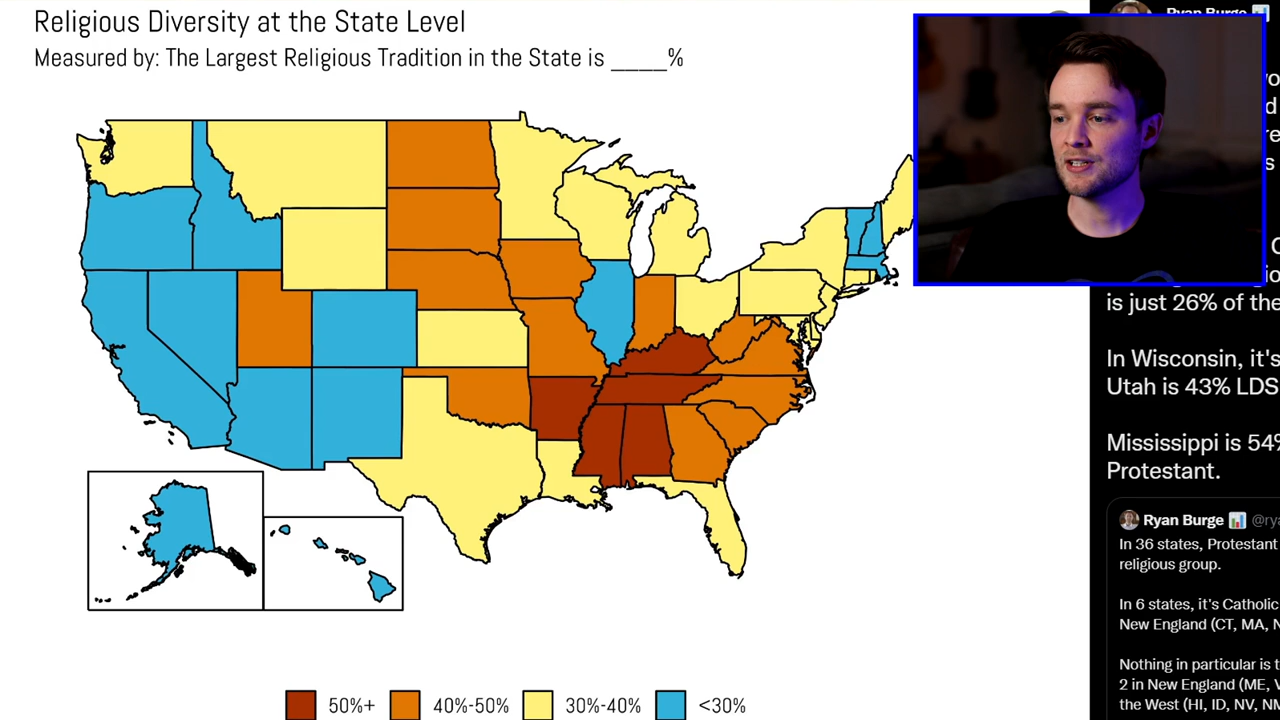 Religious Diversity at the State Level
Measured by: The Largest Religious Tradition in the State is ____%
50%+
40%-50%
30%-40%
<30%
Ryan Burge
is just 26% of the
In Wisconsin, it's
Utah is 43% LDS
Mississippi is 54%
Protestant.
Ryan Burge
In 36 states, Protestant
religious group.
In 6 states, it's Catholic
New England (CT, MA, N
Nothing in particular is t
2 in New England (ME, V
the West (HI, ID, NV, NM